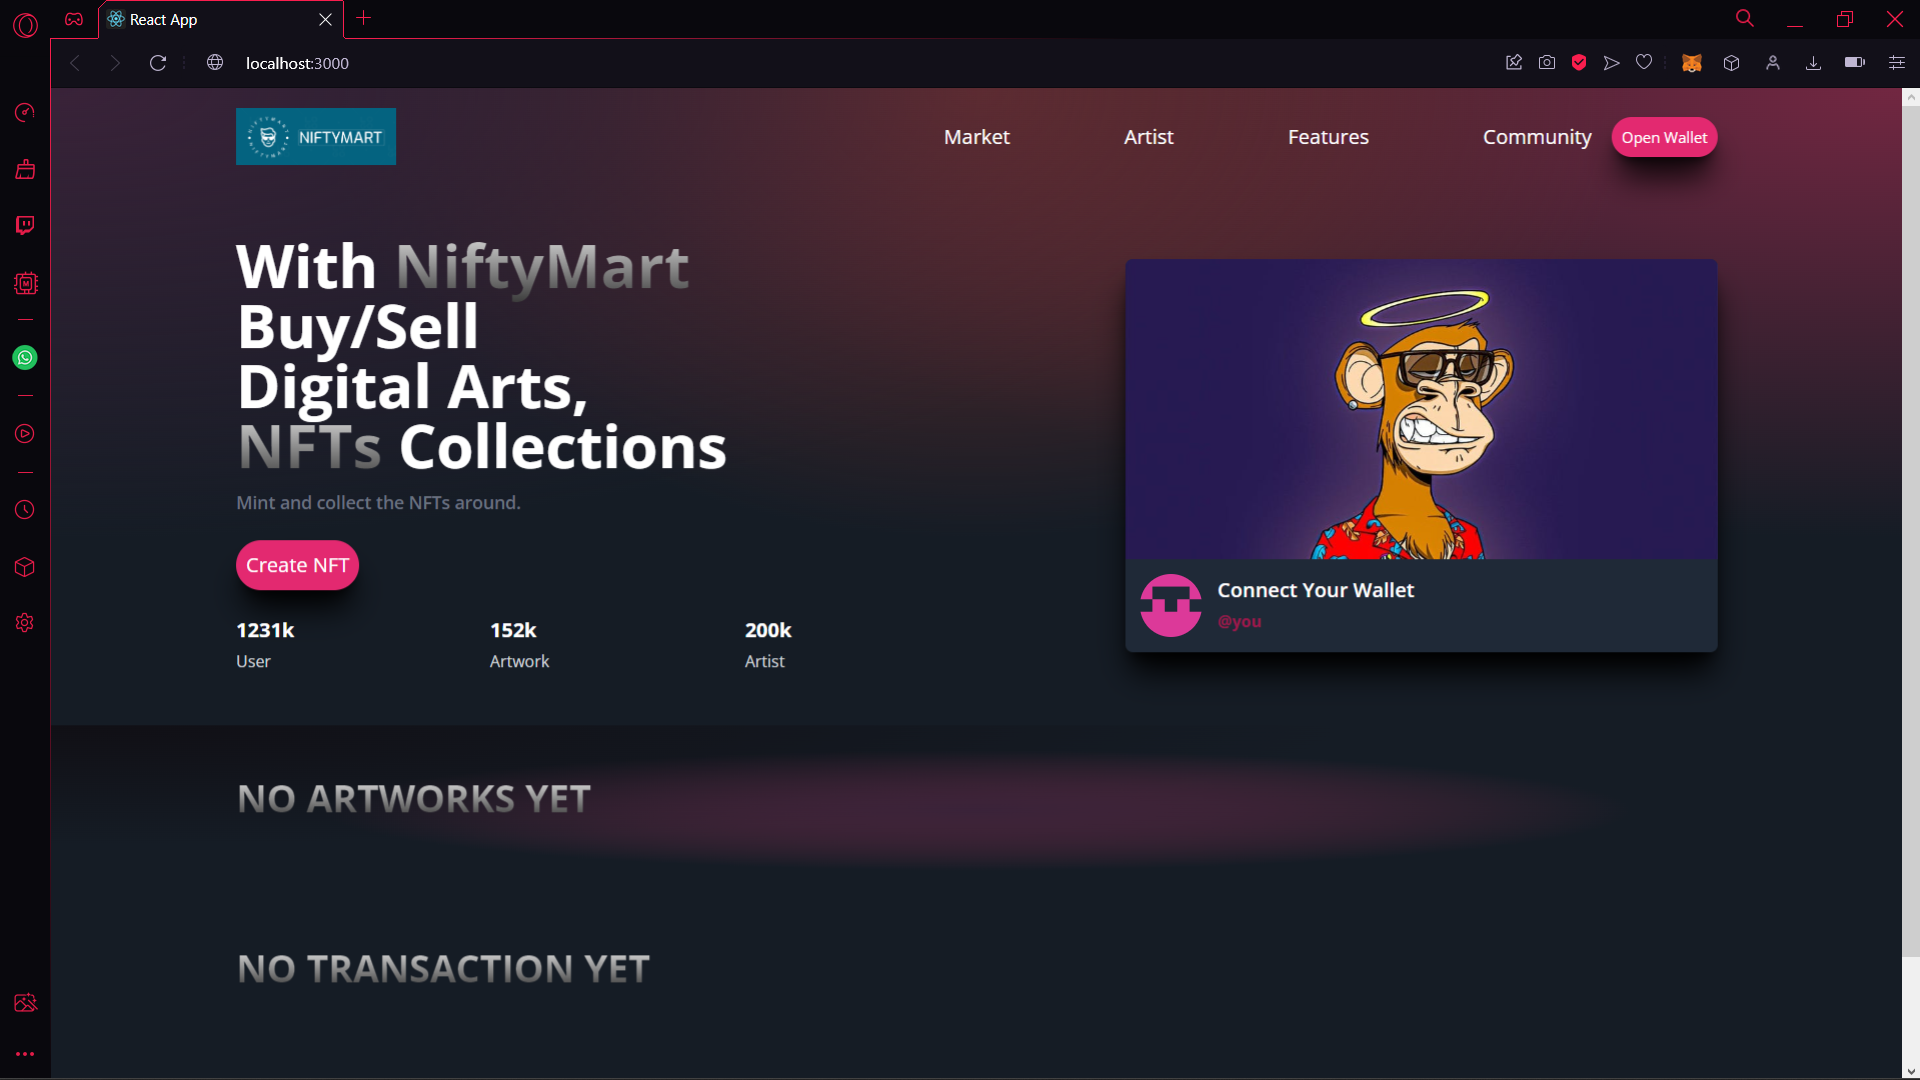 React App
localhost:3000
NIFTYMART
Market
Artist
Features
Community
Open Wallet
With NiftyMart
Buy/Sell
Digital Arts,
NFTs Collections
Mint and collect the NFTs around.
Create NFT
1231k
152k
200k
User
Artwork
Artist
Connect Your Wallet
@you
NO ARTWORKS YET
NO TRANSACTION YET